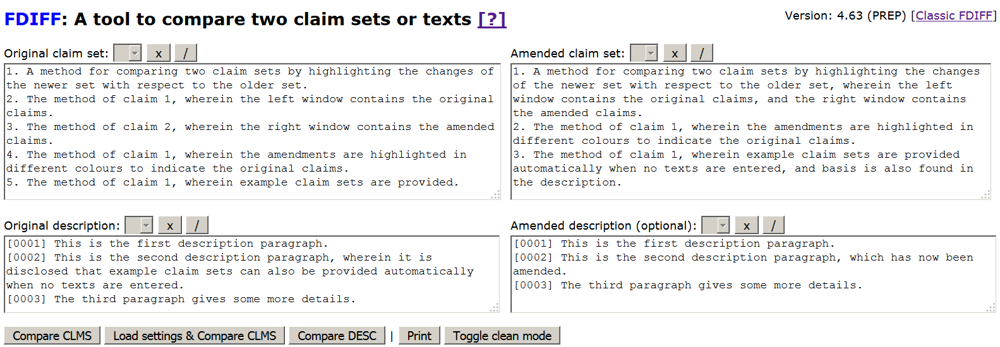 FDIFF: A tool to compare two claim sets or texts [?]
Version: 4.63 (PREP) [Classic FDIFF]
Original claim set: x /
1. A method for comparing two claim sets by highlighting the changes of
the newer set with respect to the older set.
2. The method of claim 1, wherein the left window contains the original
claims.
3. The method of claim 2, wherein the right window contains the amended
claims.
4. The method of claim 1, wherein the amendments are highlighted in
different colours to indicate the original claims.
5. The method of claim 1, wherein example claim sets are provided.
Amended claim set: x /
1. A method for comparing two claim sets by highlighting the changes
of the newer set with respect to the older set, wherein the left
window contains the original claims, and the right window contains
the amended claims.
2. The method of claim 1, wherein the amendments are highlighted in
different colours to indicate the original claims.
3. The method of claim 1, wherein example claim sets are provided
automatically when no texts are entered, and basis is also found in
the description.
Original description: x /
[0001] This is the first description paragraph.
[0002] This is the second description paragraph, wherein it is
disclosed that example claim sets can also be provided automatically
when no texts are entered.
[0003] The third paragraph gives some more details.
Amended description (optional): x /
[0001] This is the first description paragraph.
[0002] This is the second description paragraph, which has now been
amended.
[0003] The third paragraph gives some more details.
Compare CLMS Load settings & Compare CLMS Compare DESC | Print Toggle clean mode